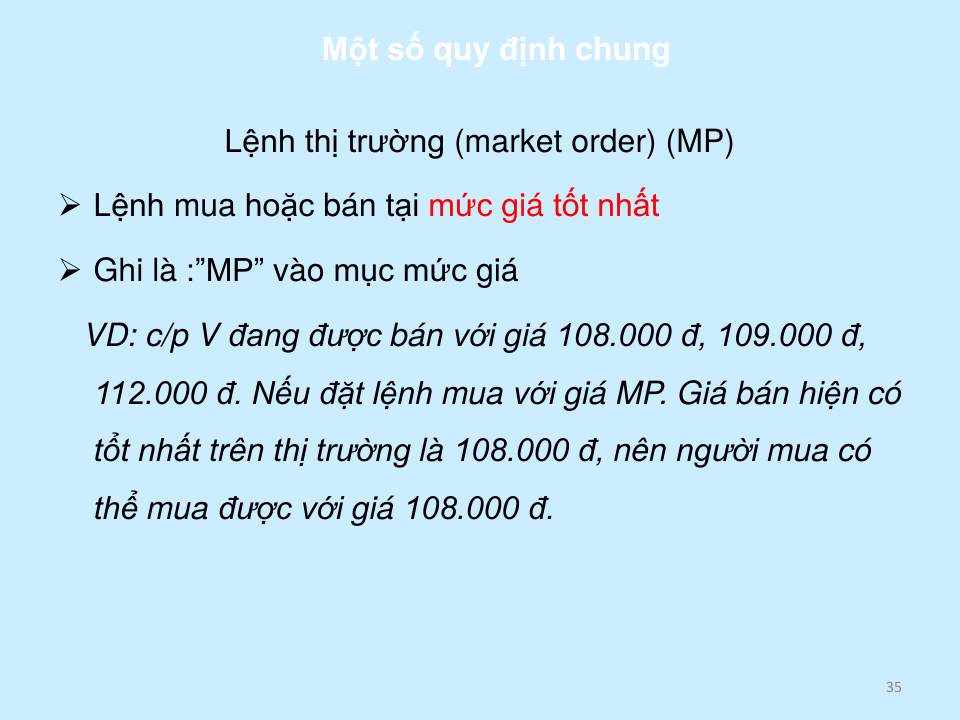 Một số quy định chung
Lệnh thị trường (market order) (MP)
➢ Lệnh mua hoặc bán tại mức giá tốt nhất
➢ Ghi là :”MP” vào mục mức giá
VD: c/p V đang được bán với giá 108.000 đ, 109.000 đ,
112.000 đ. Nếu đặt lệnh mua với giá MP. Giá bán hiện có
tổt nhất trên thị trường là 108.000 đ, nên người mua có
thể mua được với giá 108.000 đ.
35